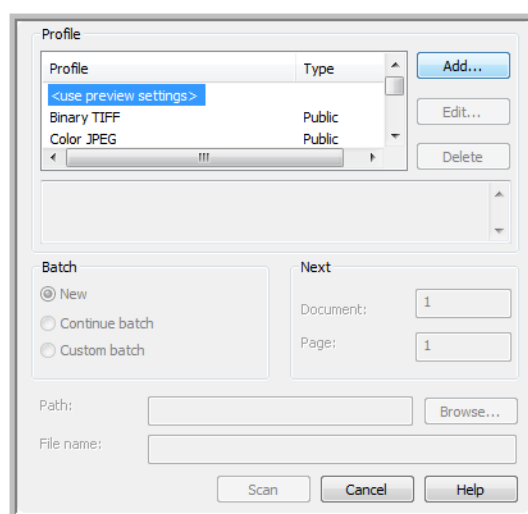 Profile
Profile Type
<use preview settings>
Binary TIFF Public
Color JPEG Public
Add...
Edit...
Delete
Batch
New
Continue batch
Custom batch
Next
Document: 1
Page: 1
Path: Browse...
File name:
Scan Cancel Help